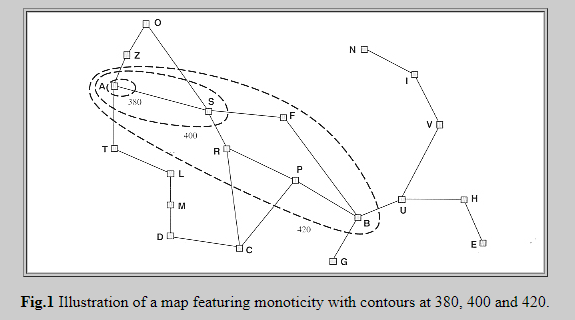 O
Z
N
A
I
380
S
F
V
400
T
R
P
L
M
H
U
B
420
D
C
E
G
Fig.1 Illustration of a map featuring monoticity with contours at 380, 400 and 420.